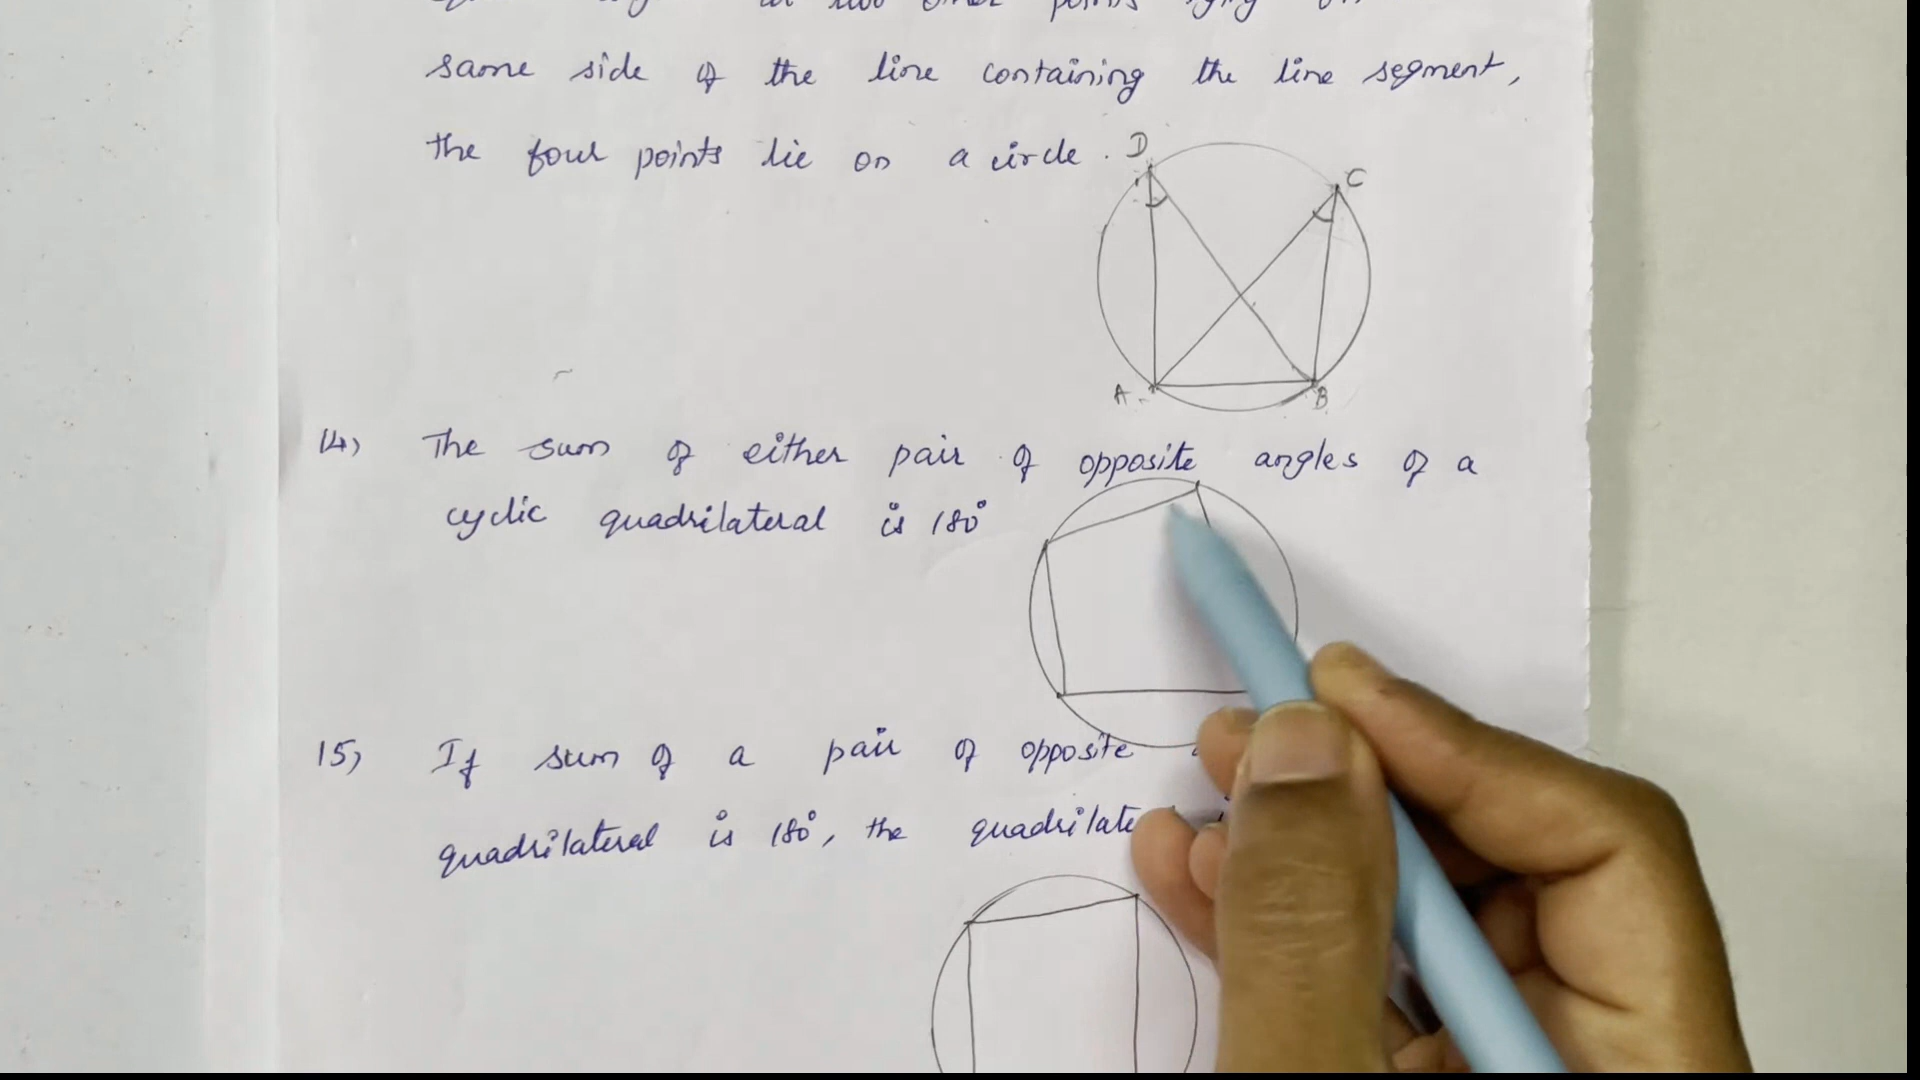 same side of the line containing the line segment,
the four points lie on a circle.
D
C
A
B
14) The sum of either pair of opposite angles of a
cyclic quadrilateral is 180°
15) If sum of a pair of opposite
quadrilateral is 180°, the